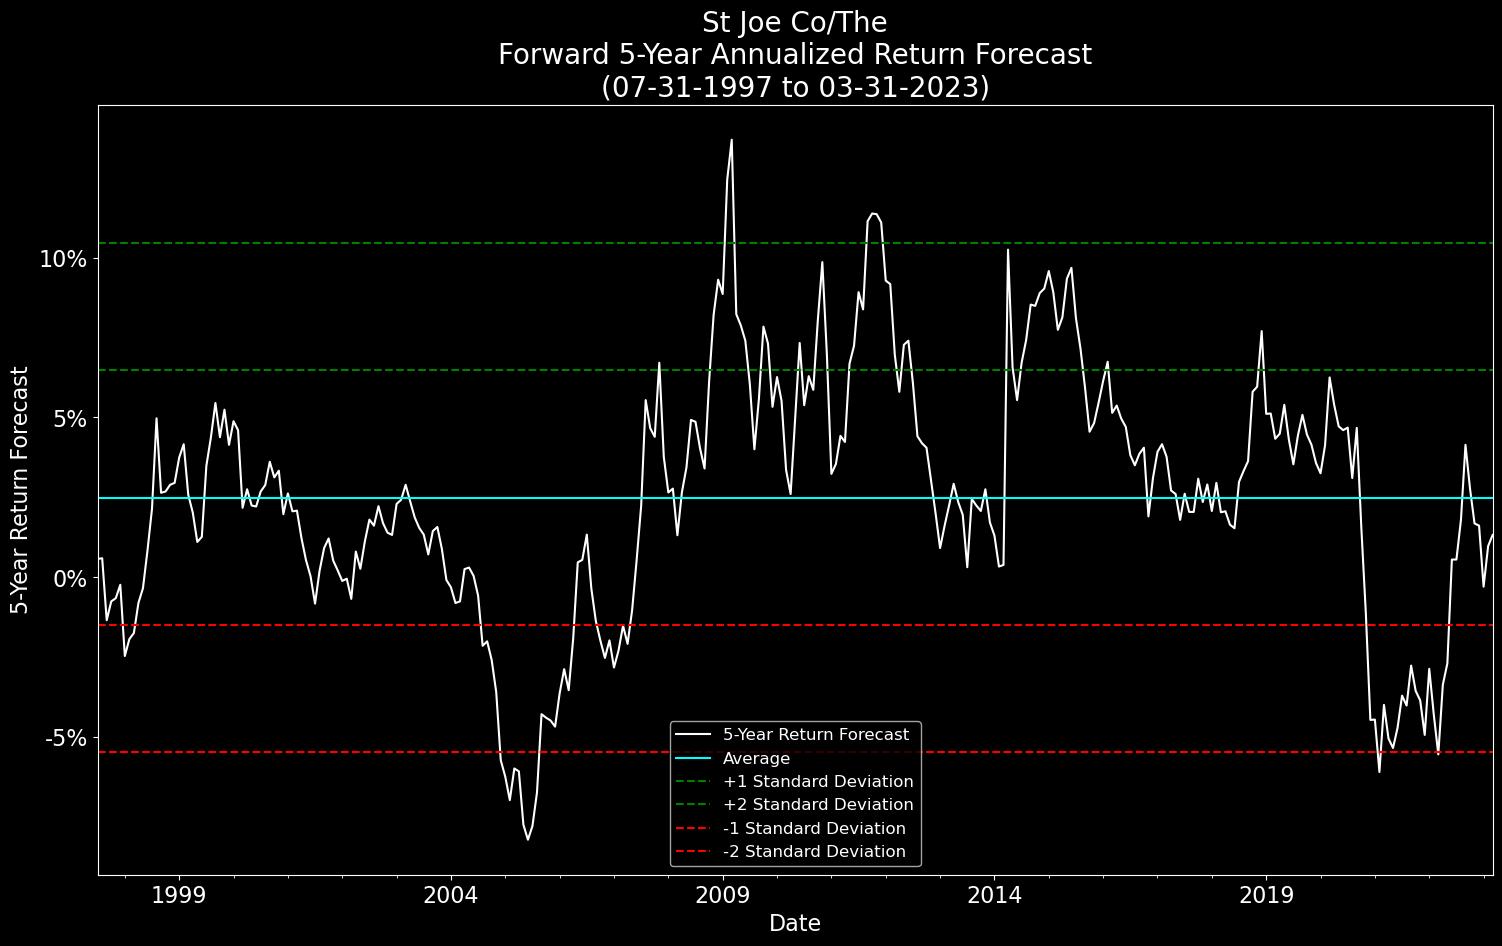 St Joe Co/The
Forward 5-Year Annualized Return Forecast
(07-31-1997 to 03-31-2023)
5-Year Return Forecast
10%
5%
0%
-5%
5-Year Return Forecast
Average
+1 Standard Deviation
+2 Standard Deviation
-1 Standard Deviation
-2 Standard Deviation
1999 2004 2009 2014 2019
Date